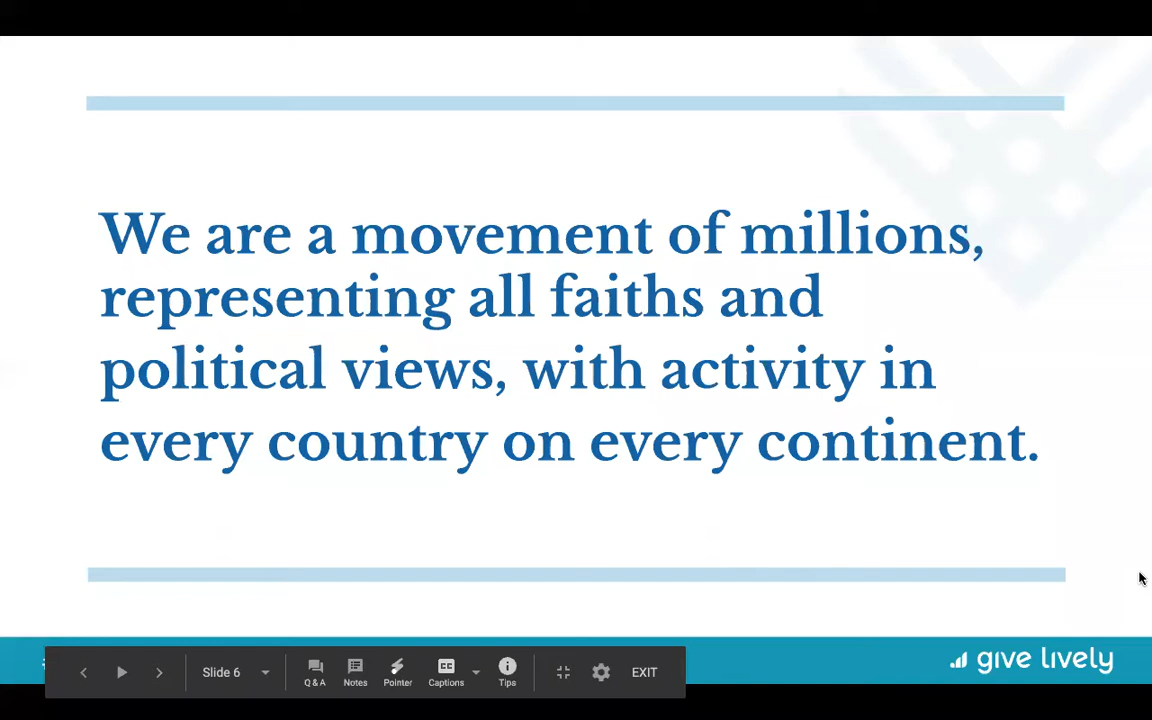 We are a movement of millions,
representing all faiths and
political views, with activity in
every country on every continent.
give lively
Slide 6
Q & A
Notes
Pointer
CC
Captions
Tips
EXIT